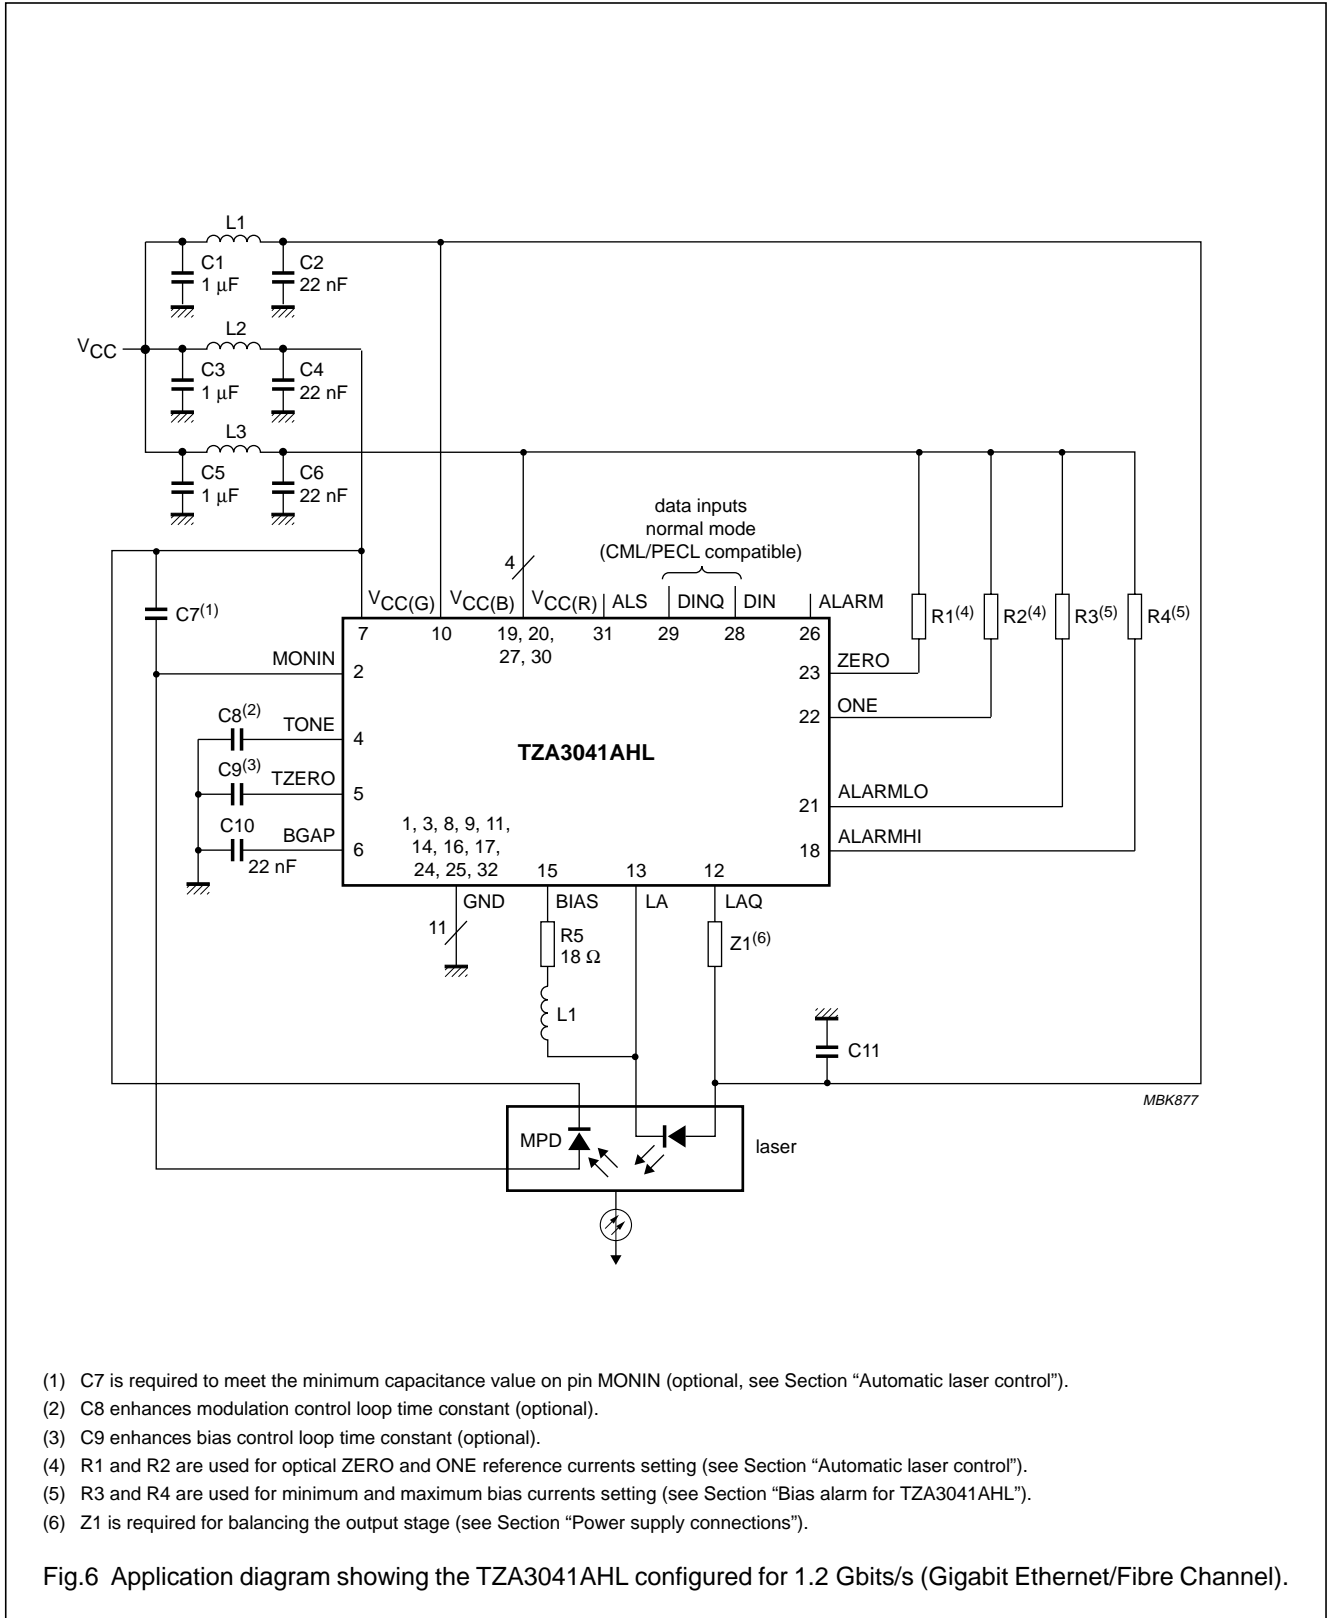 L1
C1
1 μF
C2
22 nF
VCC
L2
C3
1 μF
C4
22 nF
L3
C5
1 μF
C6
22 nF
data inputs
normal mode
(CML/PECL compatible)
4
C7(1)
VCC(G)
VCC(B)
VCC(R)
ALS
DINQ
DIN
ALARM
R1(4)
R2(4)
R3(5)
R4(5)
7
10
19, 20,
27, 30
31
29
28
26
MONIN
2
23
ZERO
C8(2)
TONE
4
22
ONE
TZA3041AHL
C9(3)
TZERO
5
21
ALARMLO
C10
22 nF
BGAP
6
1, 3, 8, 9, 11,
14, 16, 17,
24, 25, 32
18
ALARMHI
15
13
12
GND
BIAS
LA
LAQ
11
R5
18 Ω
Z1(6)
L1
C11
MBK877
MPD
laser
(1) C7 is required to meet the minimum capacitance value on pin MONIN (optional, see Section “Automatic laser control”).
(2) C8 enhances modulation control loop time constant (optional).
(3) C9 enhances bias control loop time constant (optional).
(4) R1 and R2 are used for optical ZERO and ONE reference currents setting (see Section “Automatic laser control”).
(5) R3 and R4 are used for minimum and maximum bias currents setting (see Section “Bias alarm for TZA3041AHL”).
(6) Z1 is required for balancing the output stage (see Section “Power supply connections”).
Fig.6 Application diagram showing the TZA3041AHL configured for 1.2 Gbits/s (Gigabit Ethernet/Fibre Channel).